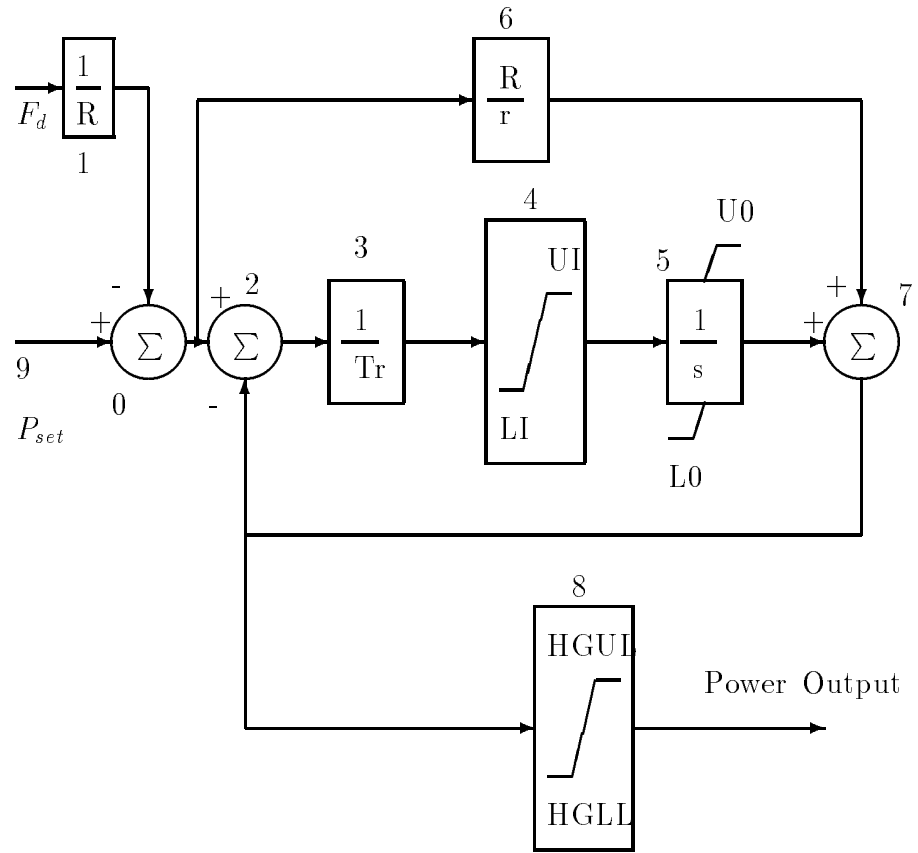 6
1
R
F_d
1
R
r
4
U0
3
UI
5
2
7
-
+
+
+
+
Σ
Σ
1
Tr
1
s
Σ
9
0
-
LI
P_set
L0
8
HGUL
Power Output
HGLL